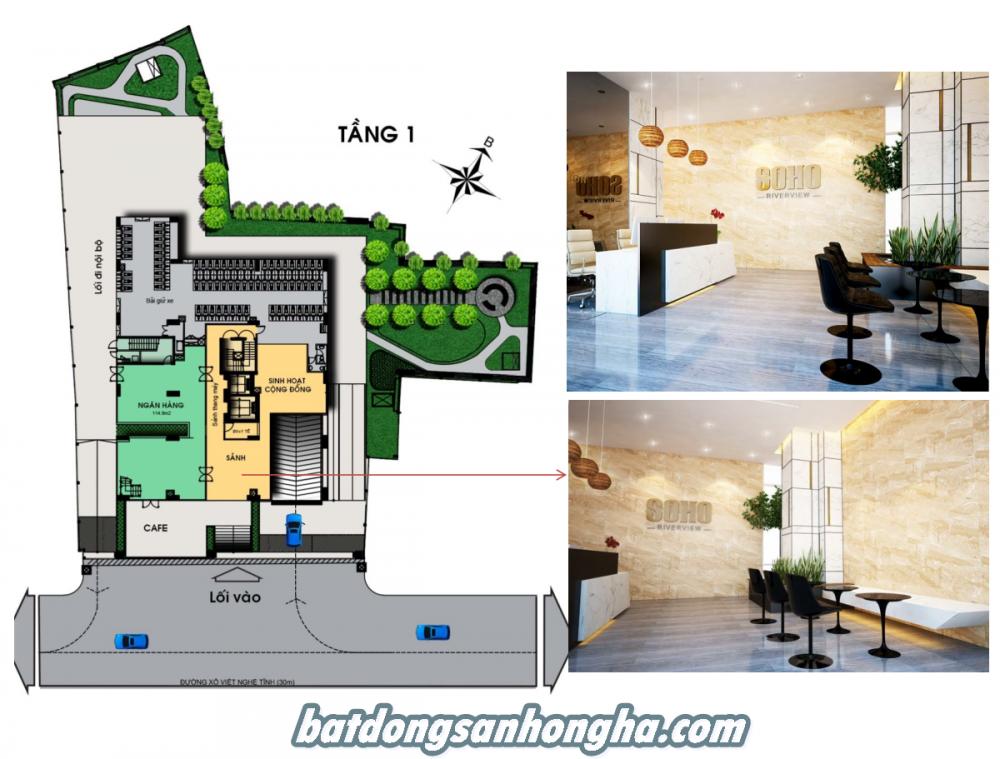 TẦNG 1
B
Lối đi nội bộ
Bãi giữ xe
NGÂN HÀNG
114.9m2
Sảnh thang máy
SINH HOẠT
CỘNG ĐỒNG
SẢNH
CAFE
Lối vào
ĐƯỜNG XÔ VIẾT NGHỆ TĨNH (30m)
SOHO
RIVERVIEW
SOHO
RIVERVIEW
batdongsanhongha.com